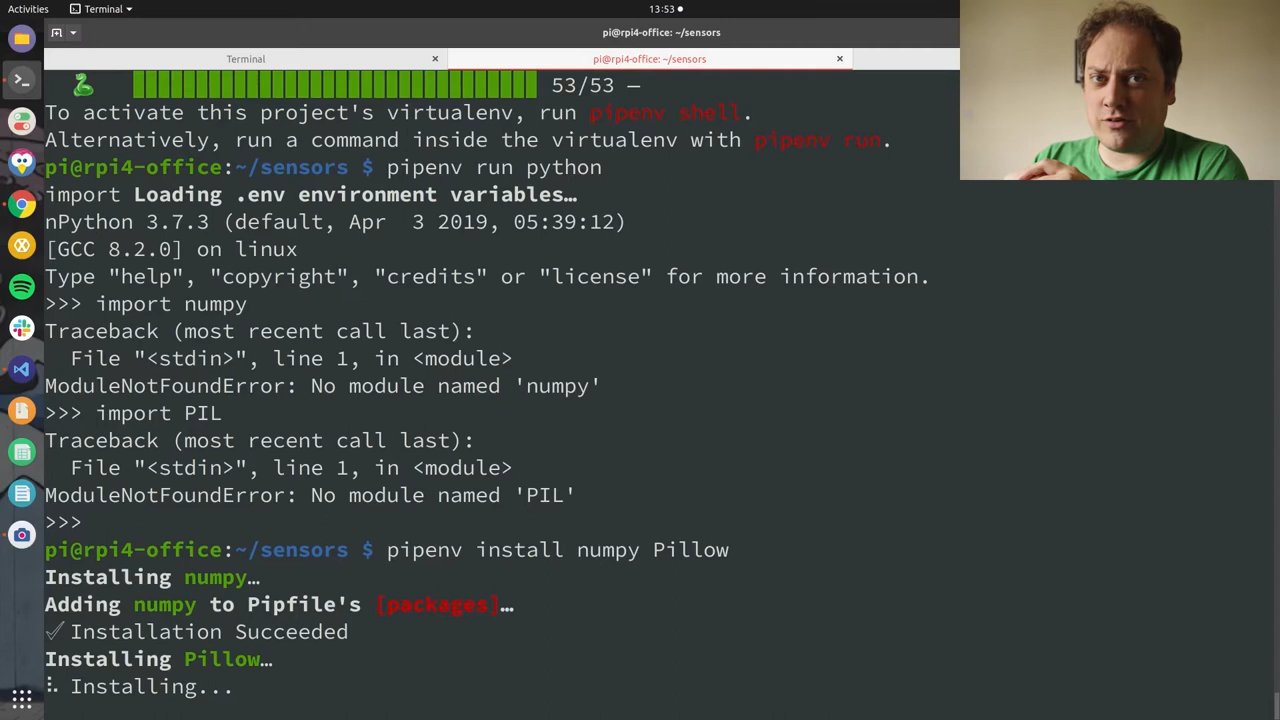 Activities
Terminal
13:53
pi@rpi4-office: ~/sensors
Terminal
pi@rpi4-office: ~/sensors
53/53 —
To activate this project's virtualenv, run pipenv shell.
Alternatively, run a command inside the virtualenv with pipenv run.
pi@rpi4-office:~/sensors $ pipenv run python
import Loading .env environment variables…
nPython 3.7.3 (default, Apr  3 2019, 05:39:12)
[GCC 8.2.0] on linux
Type "help", "copyright", "credits" or "license" for more information.
>>> import numpy
Traceback (most recent call last):
  File "<stdin>", line 1, in <module>
ModuleNotFoundError: No module named 'numpy'
>>> import PIL
Traceback (most recent call last):
  File "<stdin>", line 1, in <module>
ModuleNotFoundError: No module named 'PIL'
>>>
pi@rpi4-office:~/sensors $ pipenv install numpy Pillow
Installing numpy…
Adding numpy to Pipfile's [packages]…
✓ Installation Succeeded
Installing Pillow…
⠧ Installing...